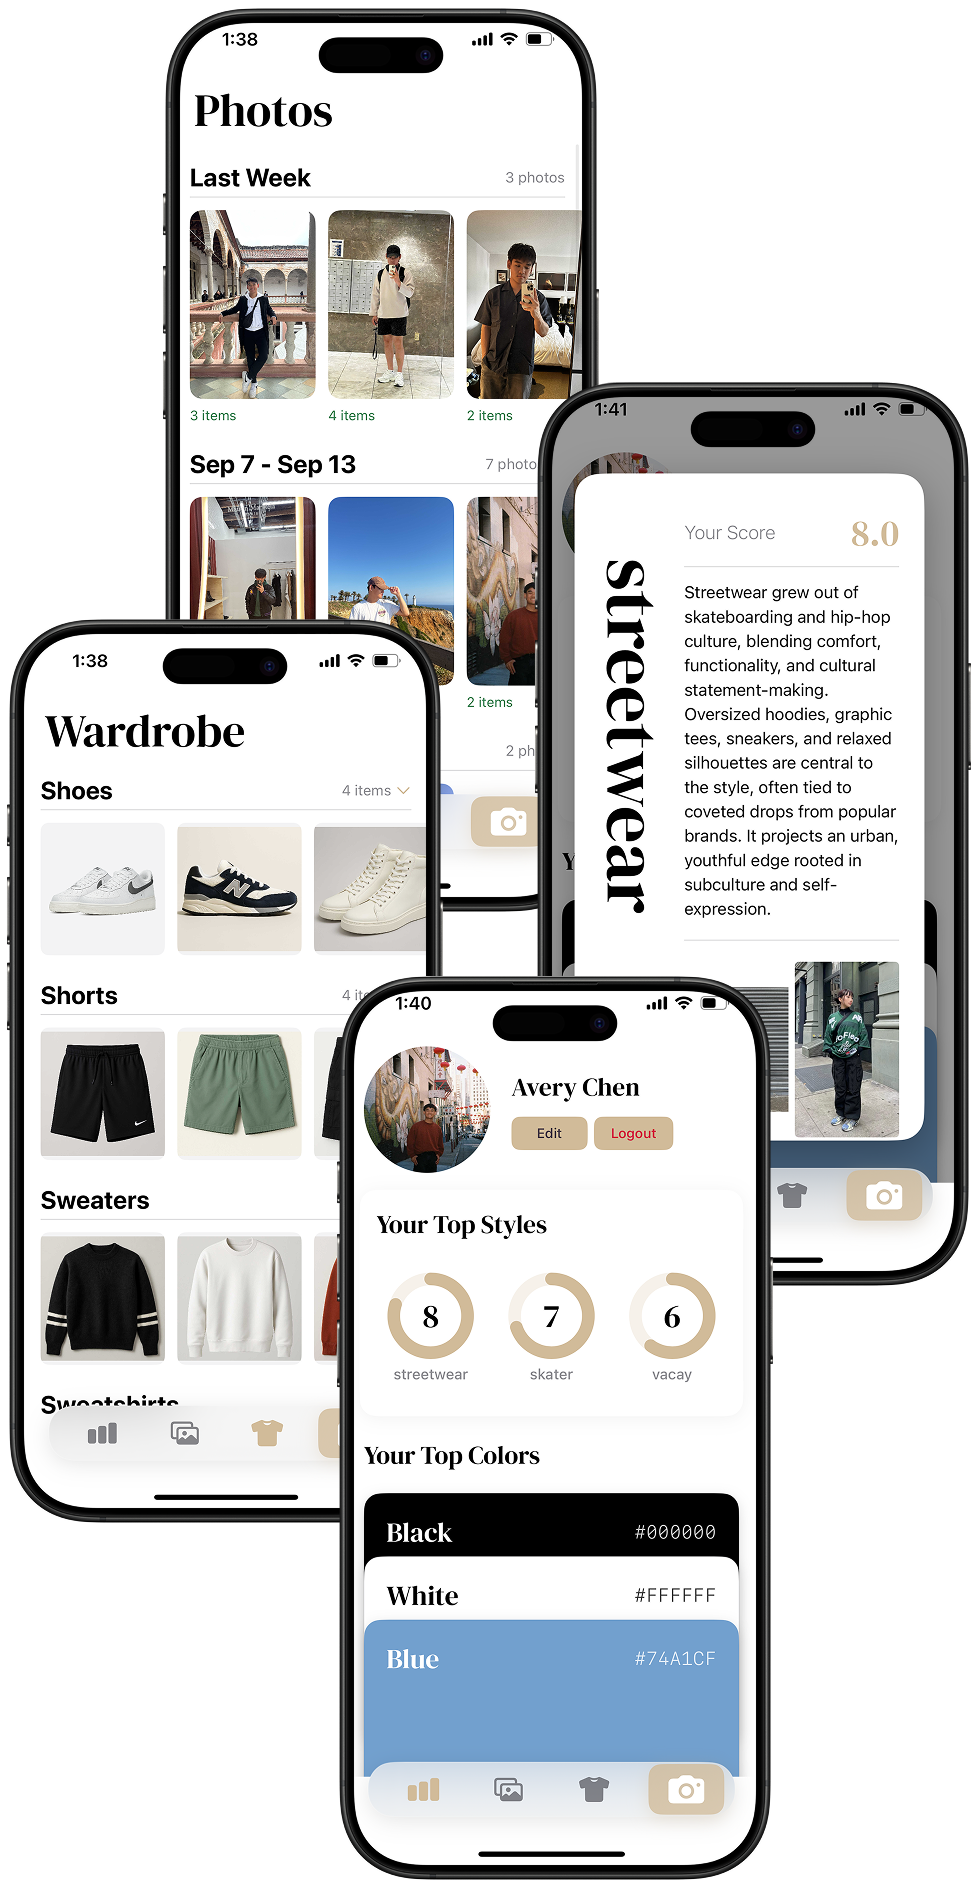 1:38
Photos
Last Week
3 photos
3 items
4 items
2 items
Sep 7 - Sep 13
7 photo
2 items
2 ph
1:41
Your Score
8.0
streetwear
Streetwear grew out of
skateboarding and hip-hop
culture, blending comfort,
functionality, and cultural
statement-making.
Oversized hoodies, graphic
tees, sneakers, and relaxed
silhouettes are central to
the style, often tied to
coveted drops from popular
brands. It projects an urban,
youthful edge rooted in
subculture and self-
expression.
Y
1:38
Wardrobe
Shoes
4 items
N
Shorts
4 it
Sweaters
Sweatshirts
1:40
Avery Chen
Edit
Logout
Your Top Styles
8
7
6
streetwear
skater
vacay
Your Top Colors
Black
#000000
White
#FFFFFF
Blue
#74A1CF